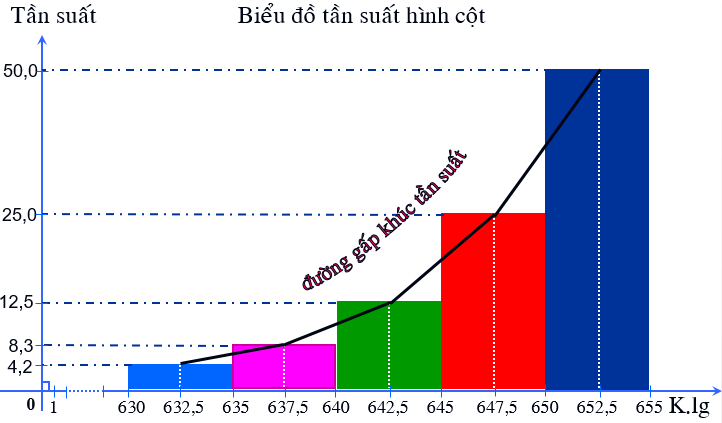 Tần suất
Biểu đồ tần suất hình cột
50,0
đường gấp khúc tần suất
25,0
12,5
8,3
4,2
0 1 630 632,5 635 637,5 640 642,5 645 647,5 650 652,5 655 K.lg